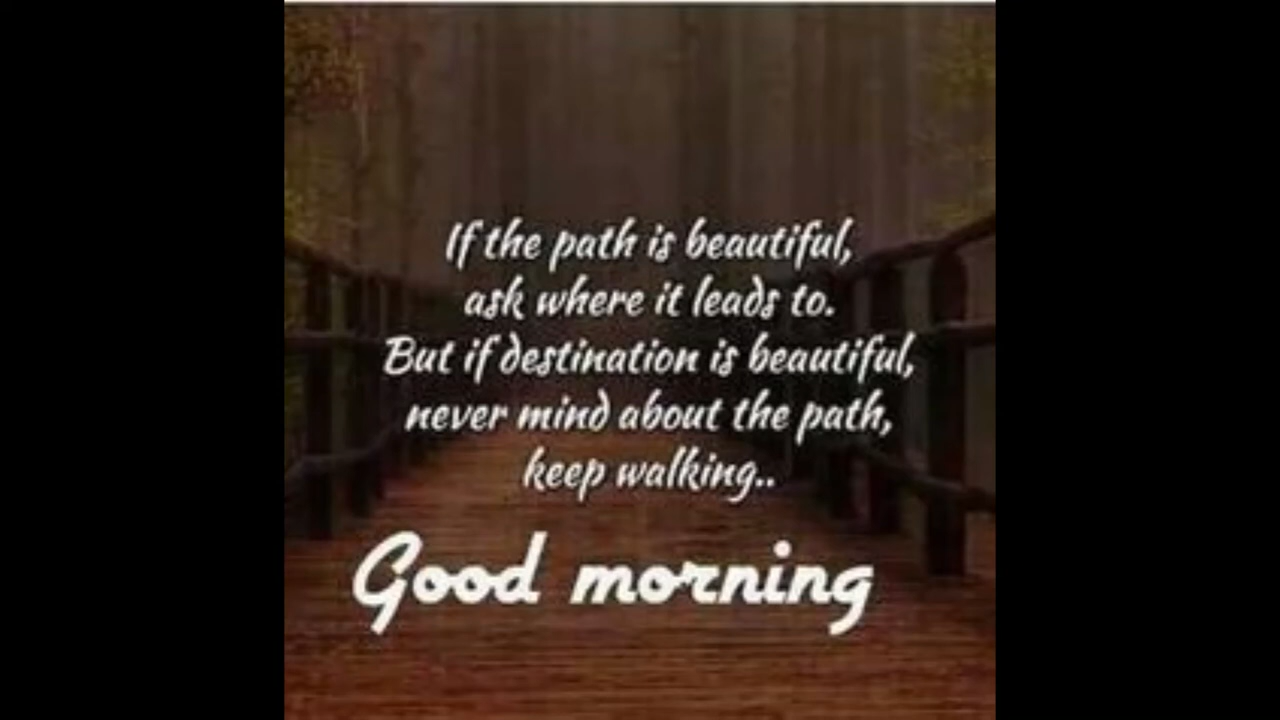 If the path is beautiful,
ask where it leads to.
But if destination is beautiful,
never mind about the path,
keep walking..
Good morning